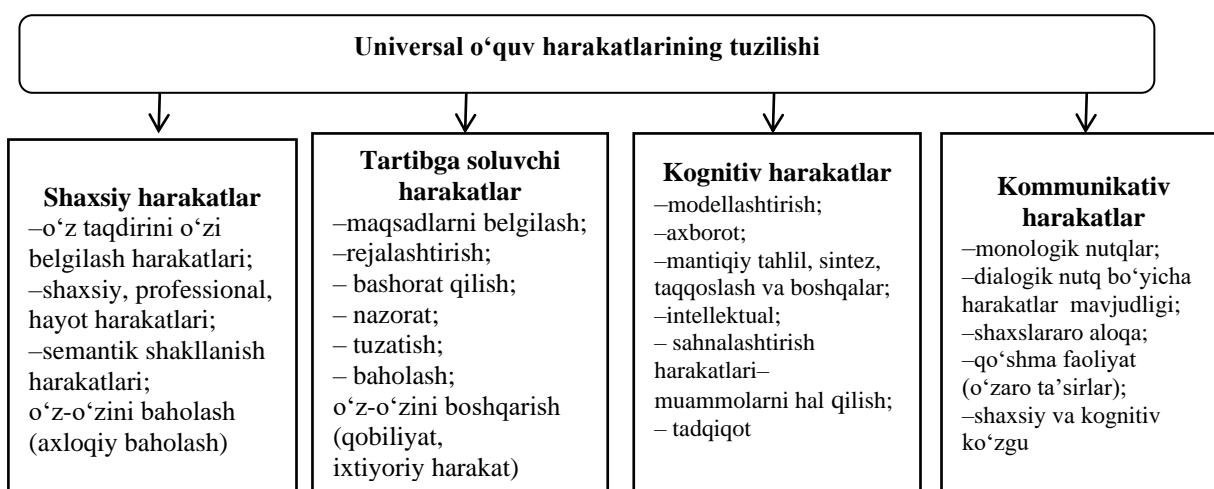 Universal o‘quv harakatlarining tuzilishi
Shaxsiy harakatlar
–o‘z taqdirini o‘zi
belgilash harakatlari;
–shaxsiy, professional,
hayot harakatlari;
–semantik shakllanish
harakatlari;
o‘z-o‘zini baholash
(axloqiy baholash)
Tartibga soluvchi
harakatlar
–maqsadlarni belgilash;
–rejalashtirish;
– bashorat qilish;
– nazorat;
– tuzatish;
– baholash;
o‘z-o‘zini boshqarish
(qobiliyat,
ixtiyoriy harakat)
Kognitiv harakatlar
–modellashtirish;
–axborot;
–mantiqiy tahlil, sintez,
taqqoslash va boshqalar;
–intellektual;
– sahnalashtirish
harakatlari–
muammolarni hal qilish;
– tadqiqot
Kommunikativ
harakatlar
–monologik nutqlar;
–dialogik nutq bo‘yicha
harakatlar mavjudligi;
–shaxslararo aloqa;
–qo‘shma faoliyat
(o‘zaro ta’sirlar);
–shaxsiy va kognitiv
ko‘zgu